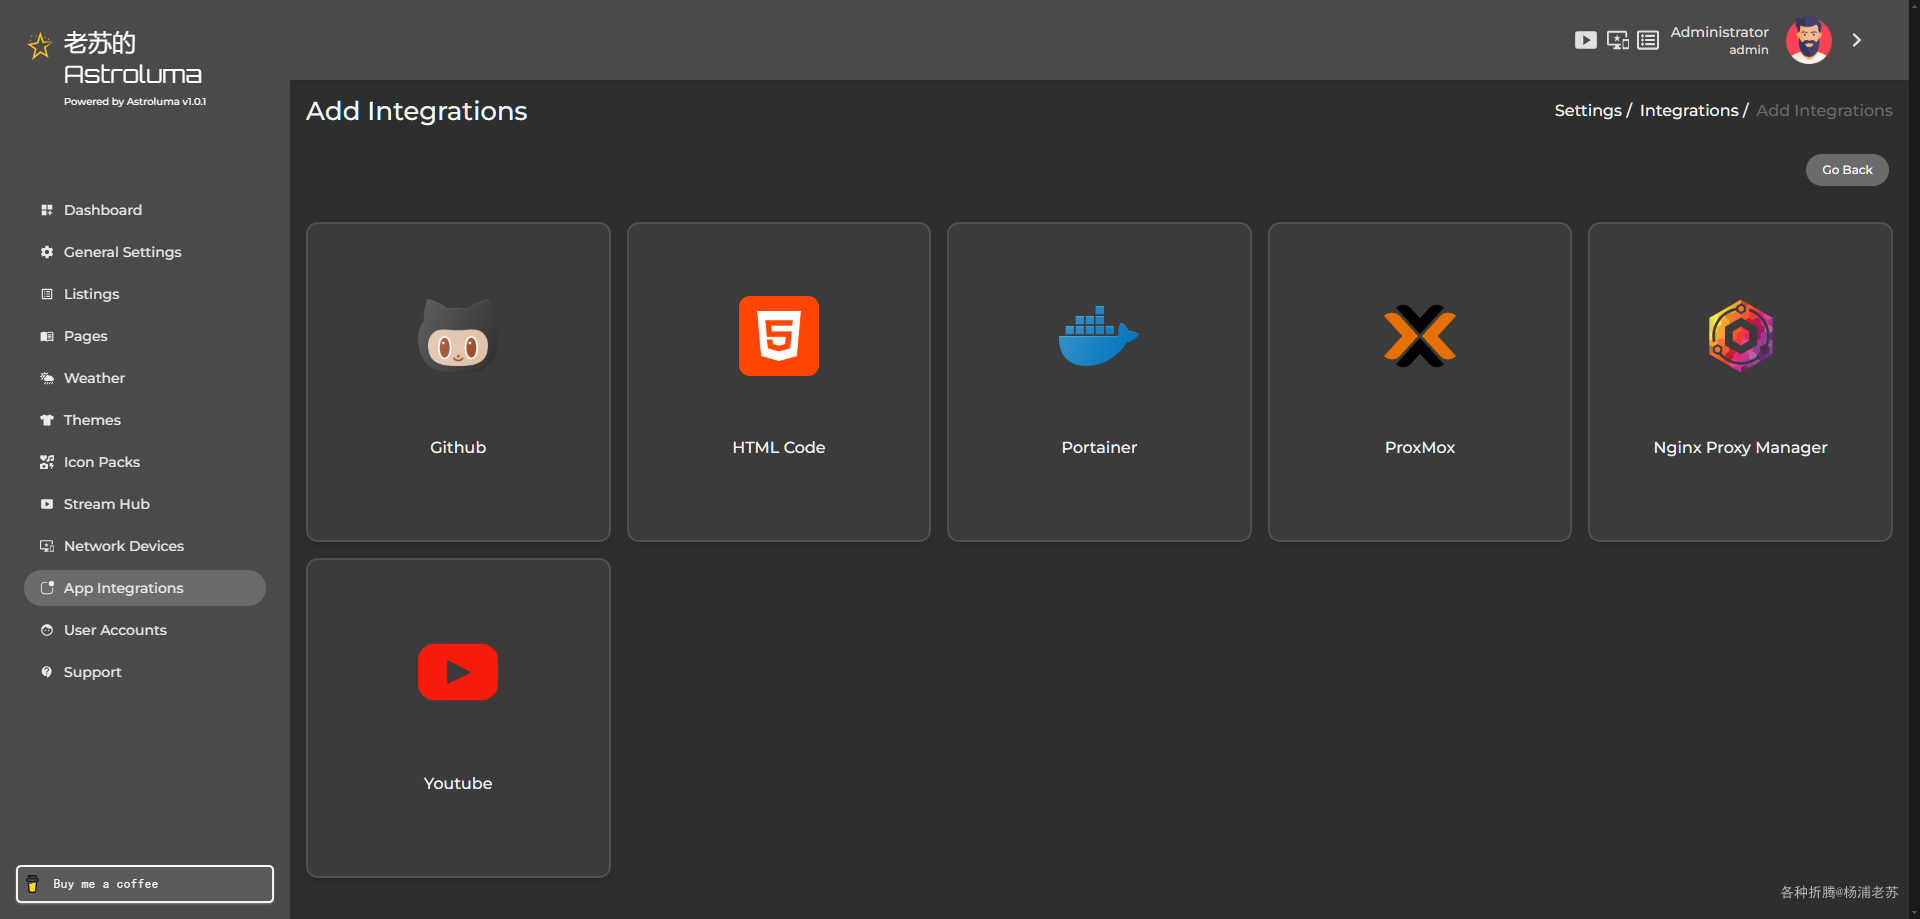 老苏的
Astroluma
Powered by Astroluma v1.0.1
Administrator
admin
Add Integrations
Settings / Integrations / Add Integrations
Go Back
Dashboard
General Settings
Listings
Pages
Weather
Themes
Icon Packs
Stream Hub
Network Devices
App Integrations
User Accounts
Support
Github
HTML Code
Portainer
ProxMox
Nginx Proxy Manager
Youtube
Buy me a coffee
各种折腾@杨浦老苏